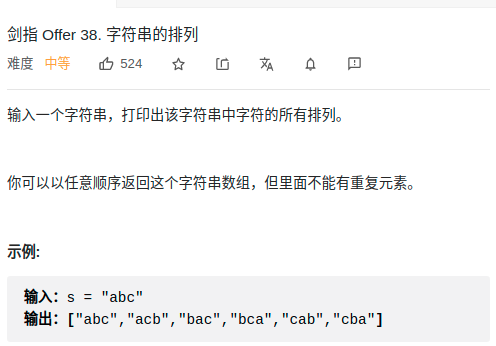 剑指 Offer 38. 字符串的排列
难度 中等 524
输入一个字符串，打印出该字符串中字符的所有排列。
你可以以任意顺序返回这个字符串数组，但里面不能有重复元素。
示例:
输入：s = "abc"
输出：["abc","acb","bac","bca","cab","cba"]